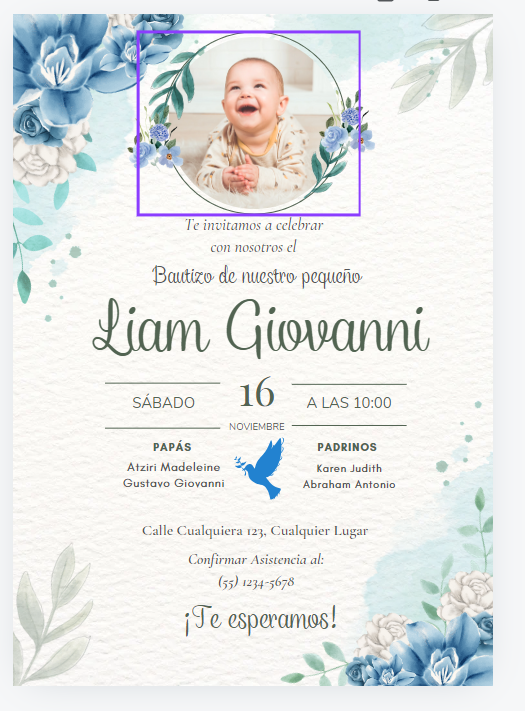 Te invitamos a celebrar
con nosotros el
Bautizo de nuestro pequeño
Liam Giovanni
SÁBADO
16
A LAS 10:00
NOVIEMBRE
PAPÁS
Atziri Madeleine
Gustavo Giovanni
PADRINOS
Karen Judith
Abraham Antonio
Calle Cualquiera 123, Cualquier Lugar
Confirmar Asistencia al:
(55) 1234-5678
¡Te esperamos!